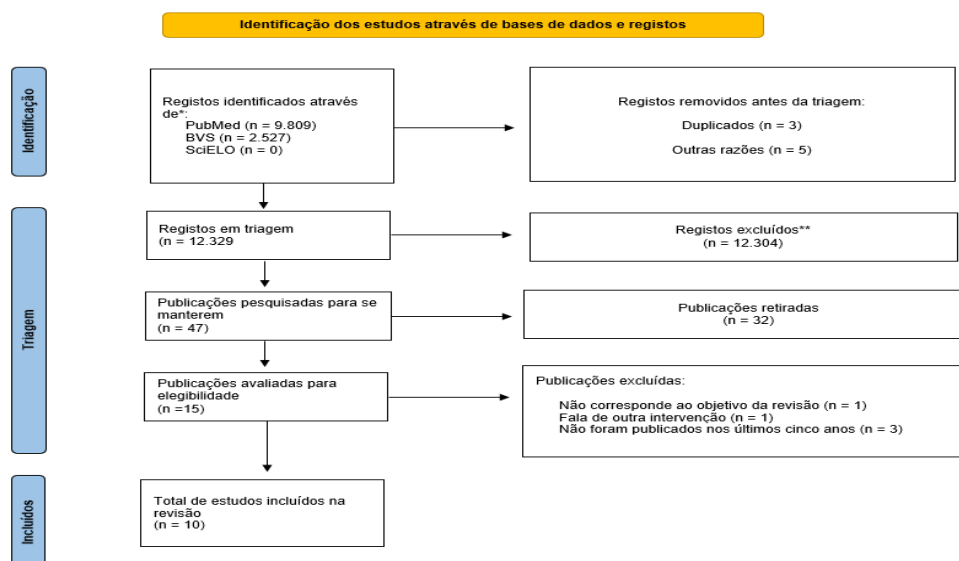 Identificação dos estudos através de bases de dados e registos
Identificação
Registos identificados através
de*:
PubMed (n = 9.809)
BVS (n = 2.527)
SciELO (n = 0)
Registos removidos antes da triagem:
Duplicados (n = 3)
Outras razões (n = 5)
Triagem
Registos em triagem
(n = 12.329
Registos excluídos**
(n = 12.304)
Publicações pesquisadas para se
manterem
(n = 47)
Publicações retiradas
(n = 32)
Publicações avaliadas para
elegibilidade
(n =15)
Publicações excluídas:
Não corresponde ao objetivo da revisão (n = 1)
Fala de outra intervenção (n = 1)
Não foram publicados nos últimos cinco anos (n = 3)
Incluídos
Total de estudos incluídos na
revisão
(n = 10)